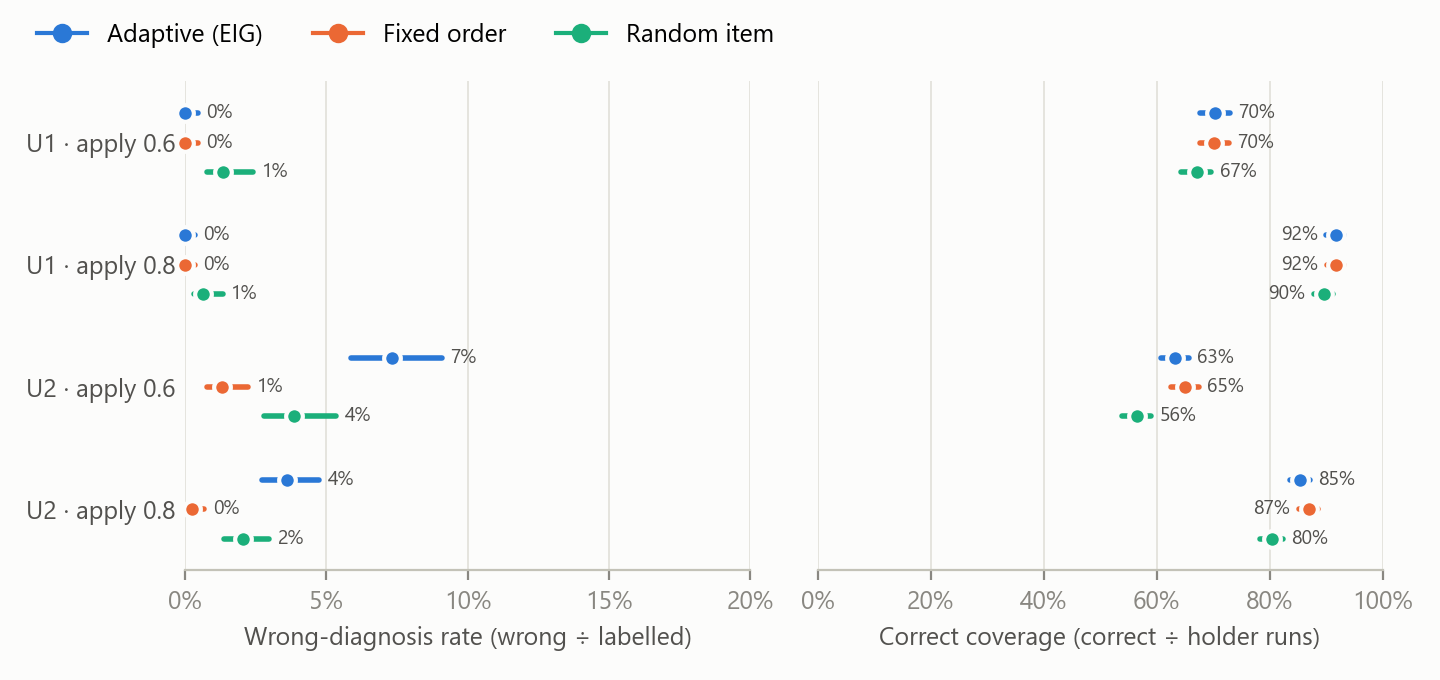 Adaptive (EIG) Fixed order Random item
U1 · apply 0.6
0%
0%
1%
70%
70%
67%
U1 · apply 0.8
0%
0%
1%
92%
92%
90%
U2 · apply 0.6
7%
1%
4%
63%
65%
56%
U2 · apply 0.8
4%
0%
2%
85%
87%
80%
0% 5% 10% 15% 20%
0% 20% 40% 60% 80% 100%
Wrong-diagnosis rate (wrong ÷ labelled)
Correct coverage (correct ÷ holder runs)